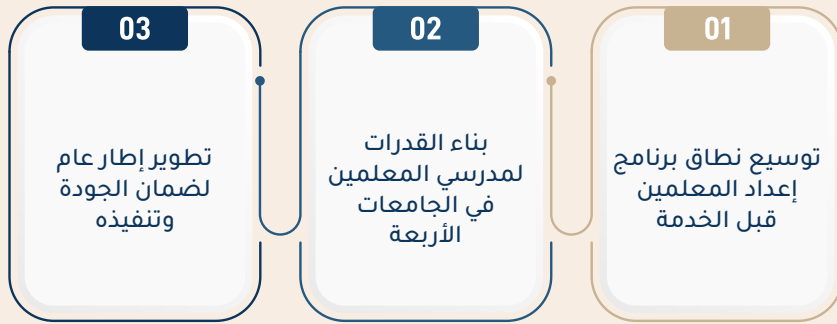 01
توسيع نطاق برنامج
إعداد المعلمين
قبل الخدمة
02
بناء القدرات
لمدرسي المعلمين
في الجامعات
الأربعة
03
تطوير إطار عام
لضمان الجودة
وتنفيذه